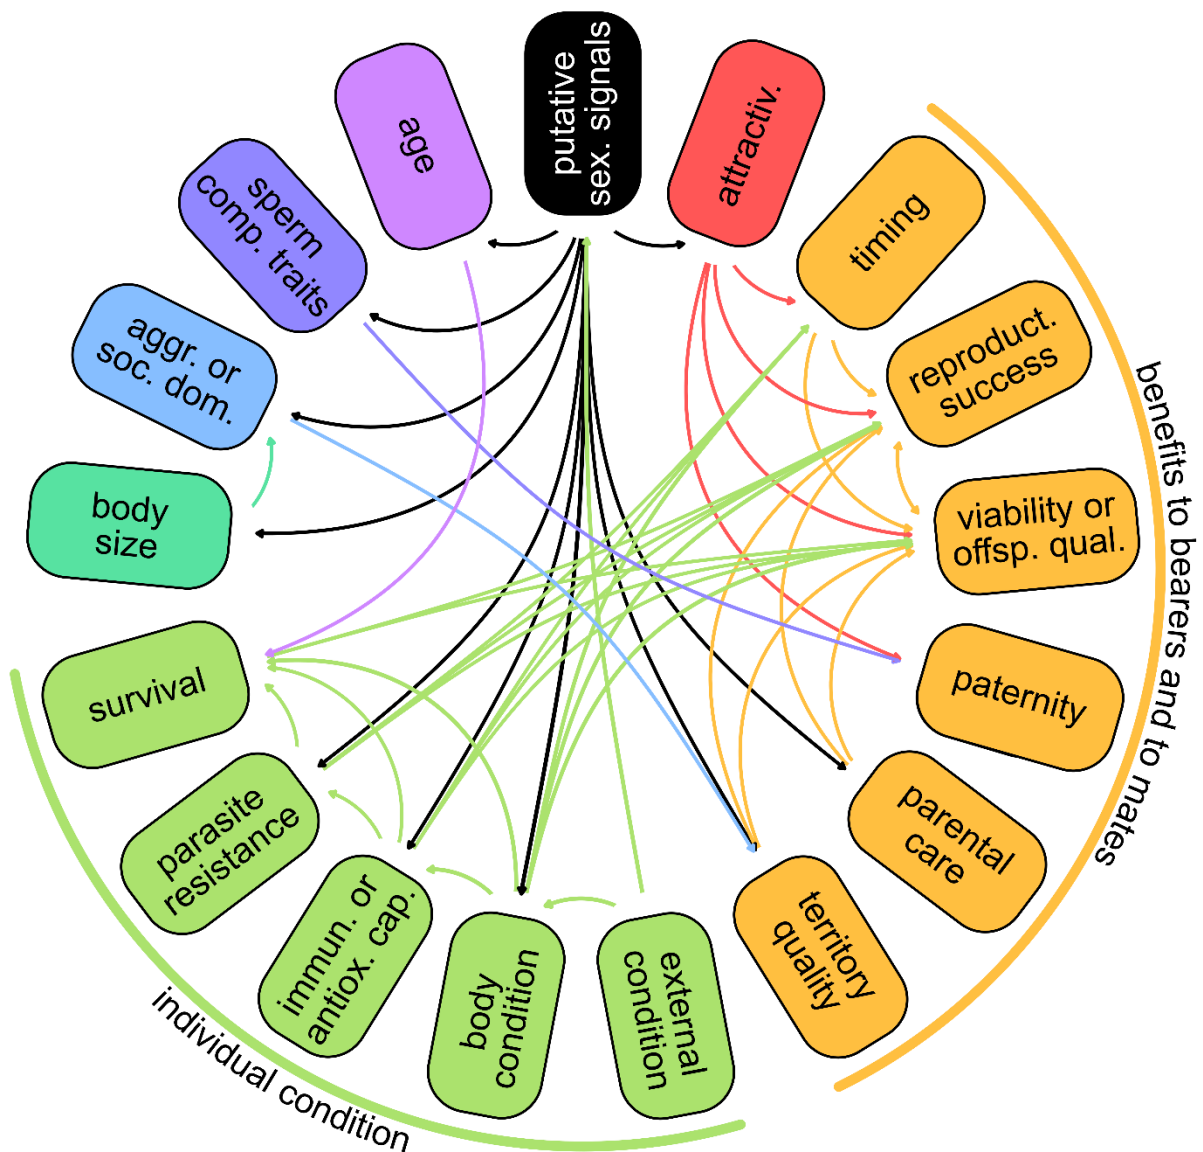 putative
sex. signals
attractiv.
timing
reproduct.
success
viability or
offsp. qual.
paternity
parental
care
territory
quality
external
condition
body
condition
immun. or
antiox. cap.
parasite
resistance
survival
body
size
aggr. or
soc. dom.
sperm
comp. traits
age
benefits to bearers and to mates
individual condition